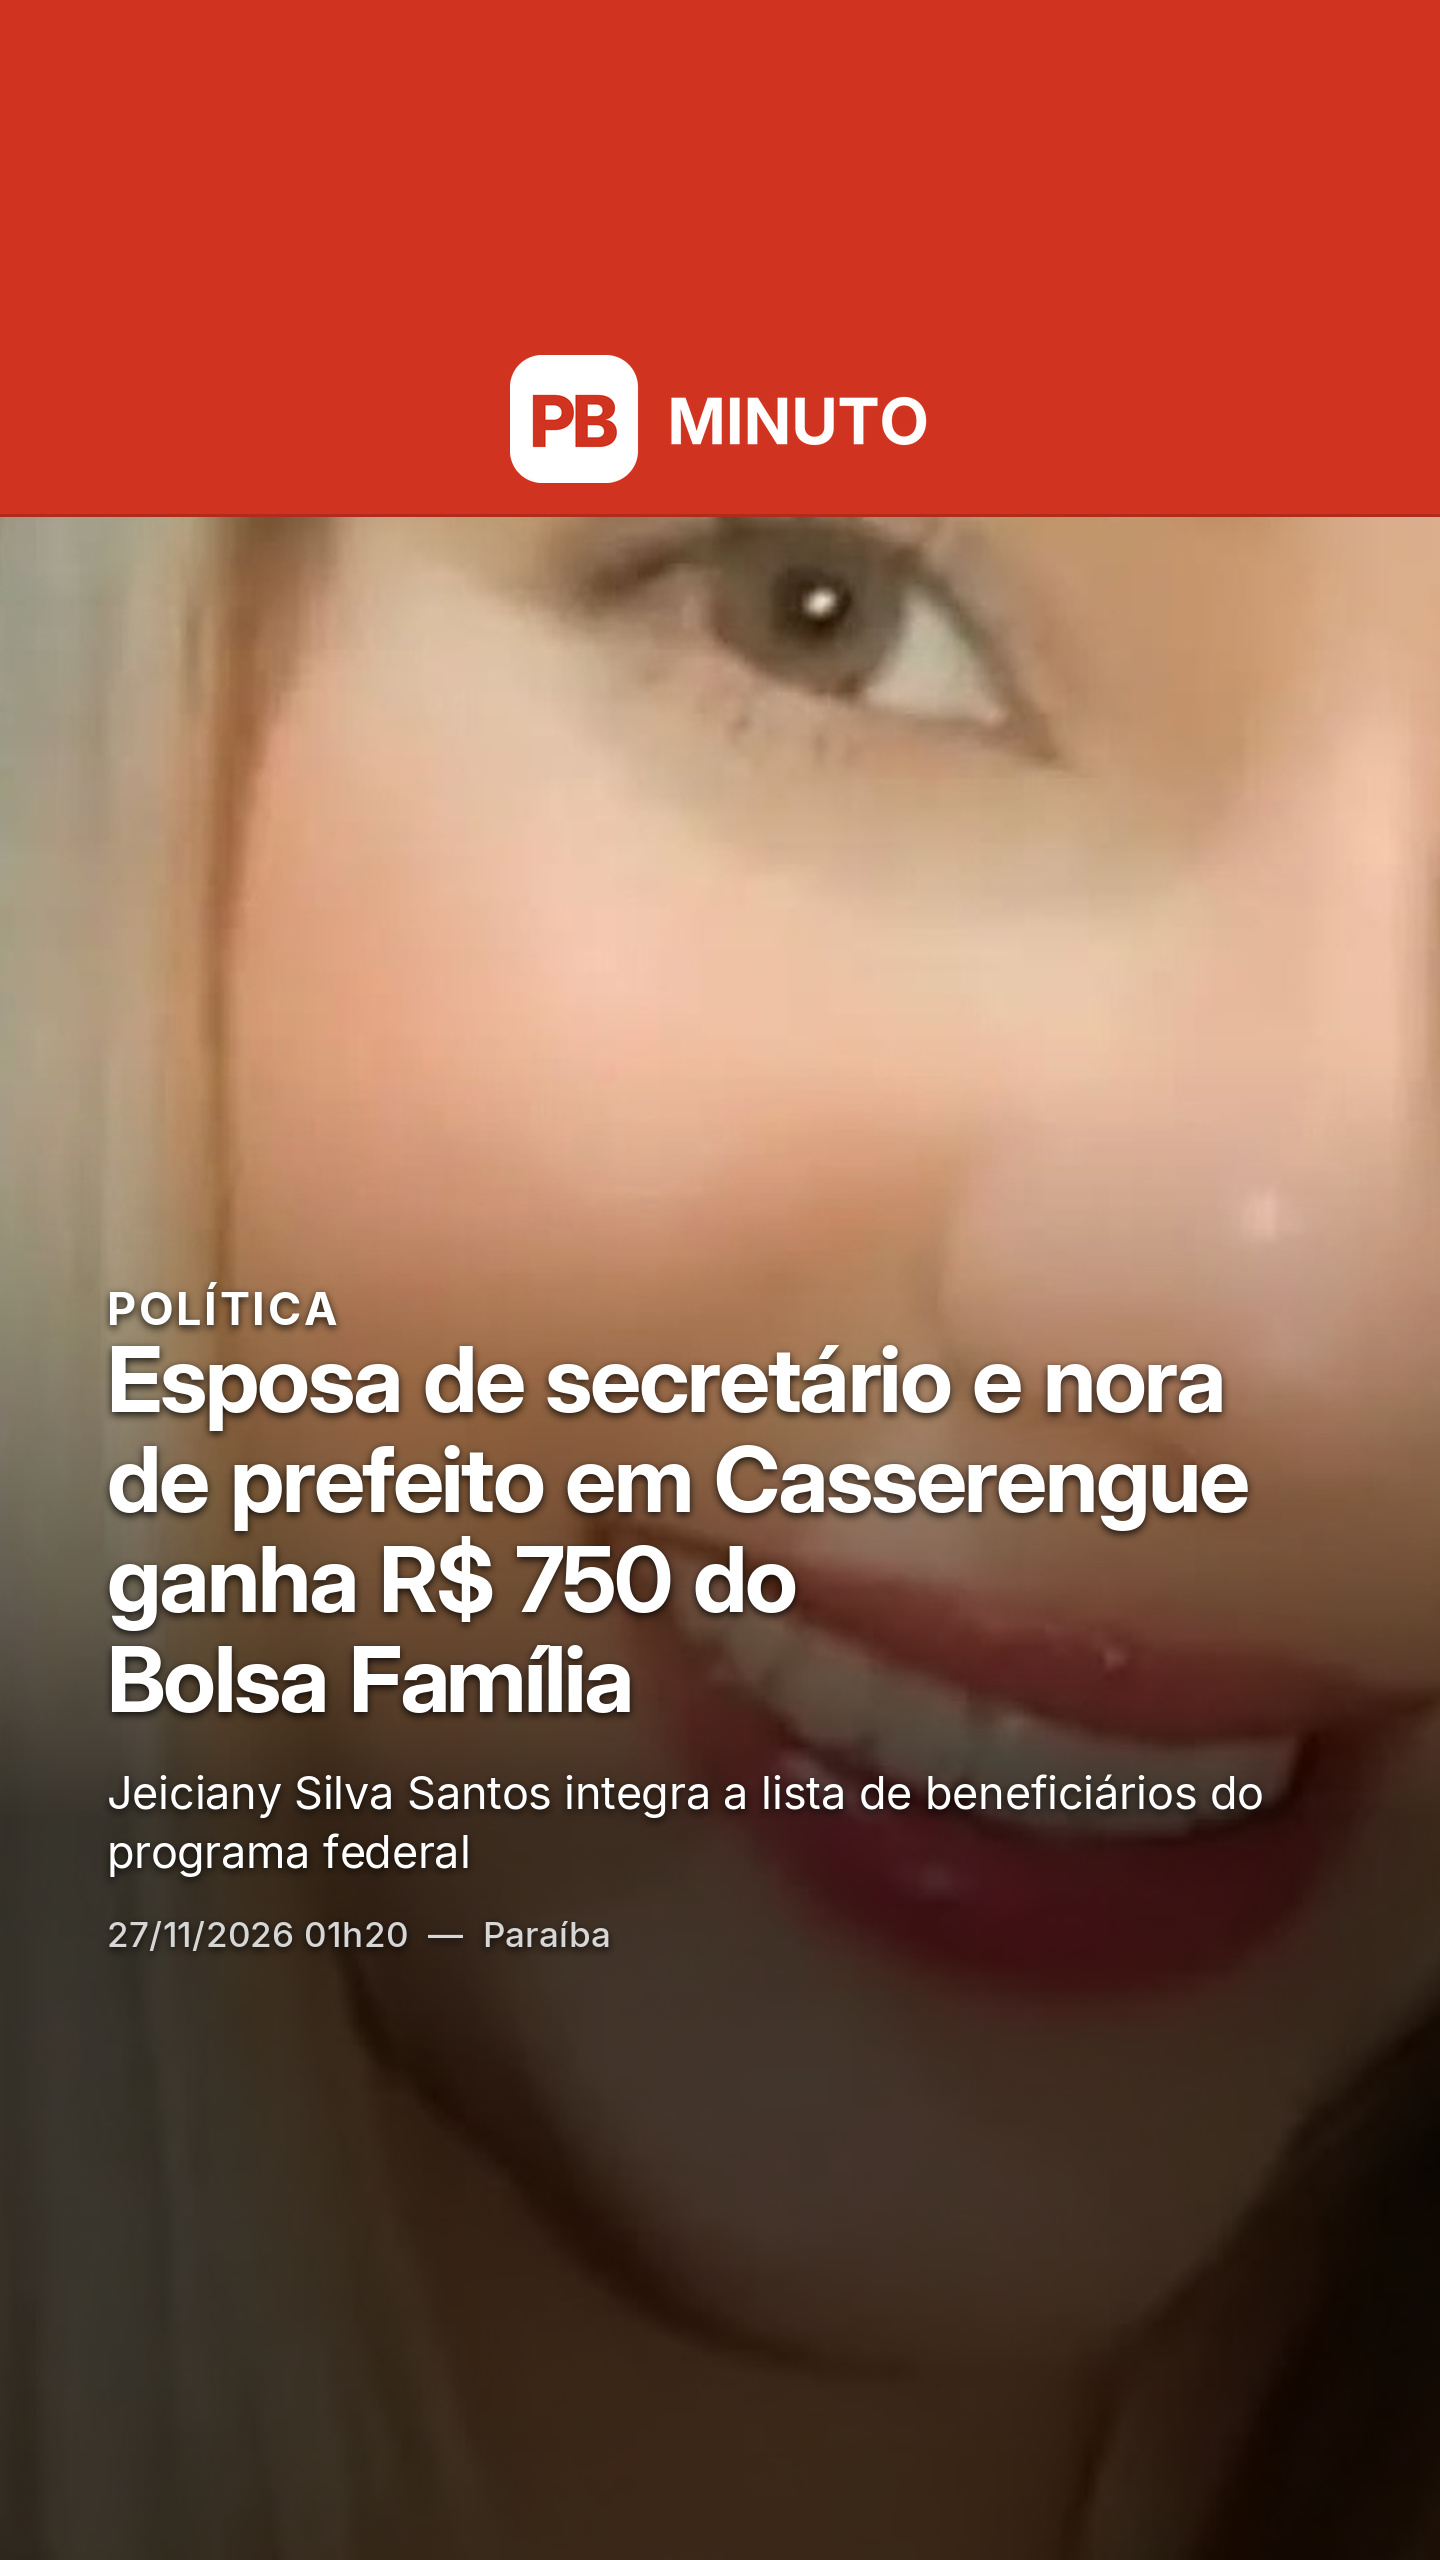 PB MINUTO
POLÍTICA
Esposa de secretário e nora
de prefeito em Casserengue
ganha R$ 750 do
Bolsa Família
Jeiciany Silva Santos integra a lista de beneficiários do
programa federal
27/11/2026 01h20 — Paraíba